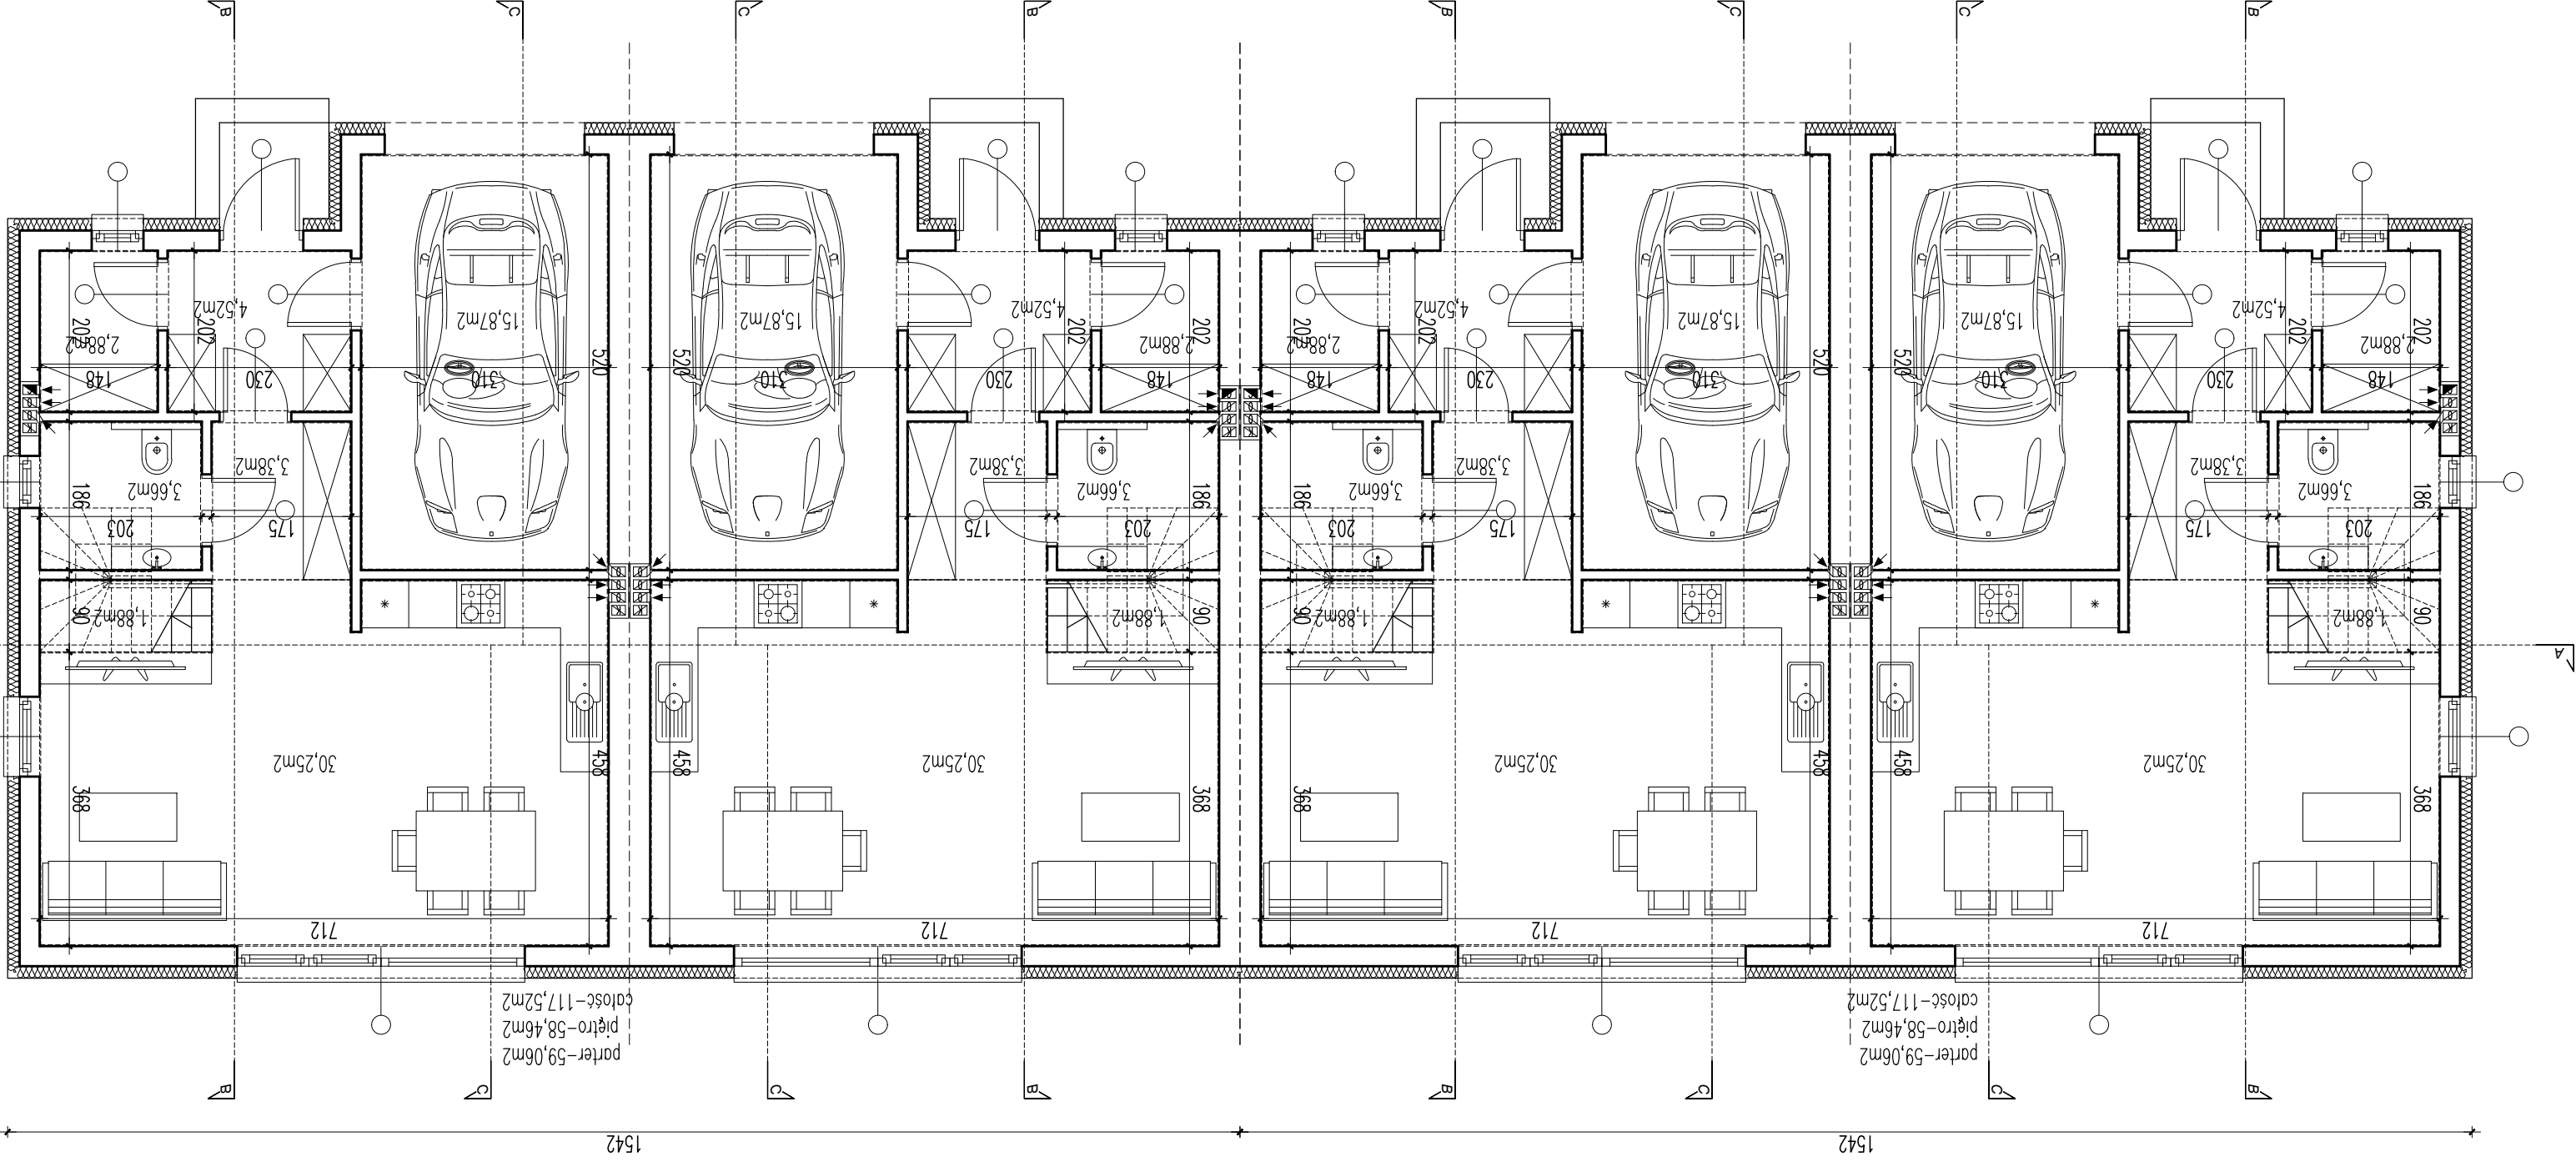 B C C B B C C B
4,52m2 4,52m2 4,52m2 4,52m2
15,87m2 15,87m2 15,87m2 15,87m2
202 202 202 202 202 202 202 202
2,88m2 2,88m2 2,88m2 2,88m2
520 520 520 520
148 230 310 310 230 148 148 230 310 310 230 148
3,38m2 3,38m2 3,38m2 3,38m2
186 3,66m2 3,66m2 186 186 3,66m2 3,66m2 186
203 175 175 203 203 175 175 203
90 1,88m2 1,88m2 90 90 1,88m2 1,88m2 90
A
30,25m2 458 458 30,25m2 30,25m2 458 458 30,25m2
368 368 368 368
712 712 712 712
całość-117,52m2 całość-117,52m2
piętro-58,46m2 piętro-58,46m2
parter-59,06m2 parter-59,06m2
B C C B B C C B
1542 1542